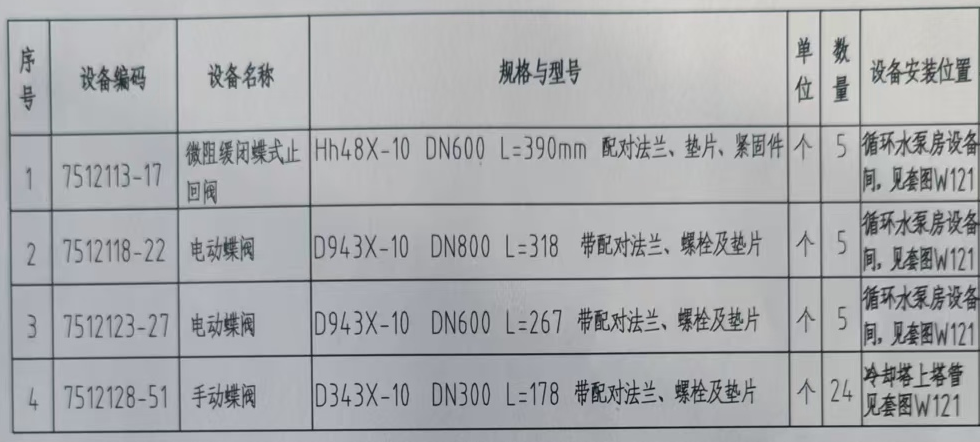 序号 设备编码 设备名称 规格与型号 单位 数量 设备安装位置
1 7512113-17 微阻缓闭蝶式止回阀 Hh48X-10 DN600 L=390mm 配对法兰、垫片、紧固件 个 5 循环水泵房设备间,见套图W121
2 7512118-22 电动蝶阀 D943X-10 DN800 L=318 带配对法兰、螺栓及垫片 个 5 循环水泵房设备间,见套图W121
3 7512123-27 电动蝶阀 D943X-10 DN600 L=267 带配对法兰、螺栓及垫片 个 5 循环水泵房设备间,见套图W121
4 7512128-51 手动蝶阀 D343X-10 DN300 L=178 带配对法兰、螺栓及垫片 个 24 冷却塔上塔管见套图W121